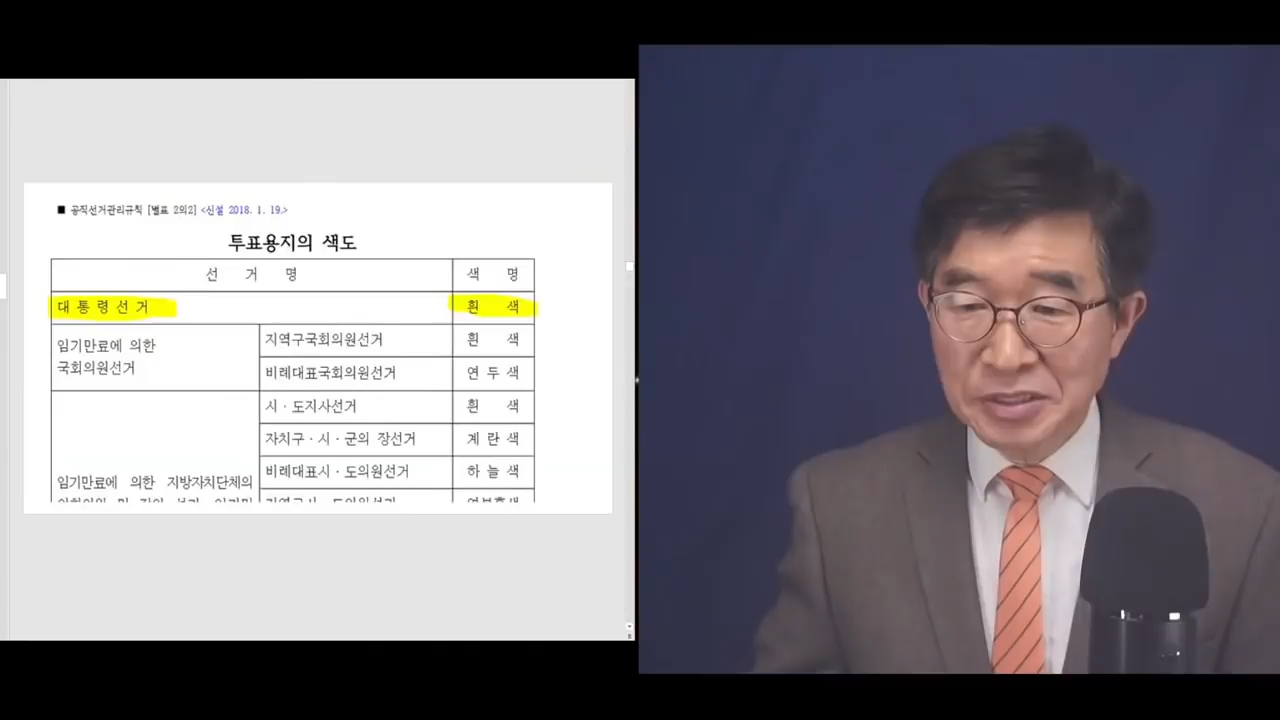 ■ 공직선거관리규칙 [별표 2의2] <신설 2018. 1. 19.>
투표용지의 색도
선 거 명 색 명
대통령선거 흰 색
임기만료에 의한
국회의원선거
지역구국회의원선거 흰 색
비례대표국회의원선거 연두색
시·도지사선거 흰 색
자치구·시·군의 장선거 계란색
비례대표시·도의원선거 하늘색
임기만료에 의한 지방자치단체의